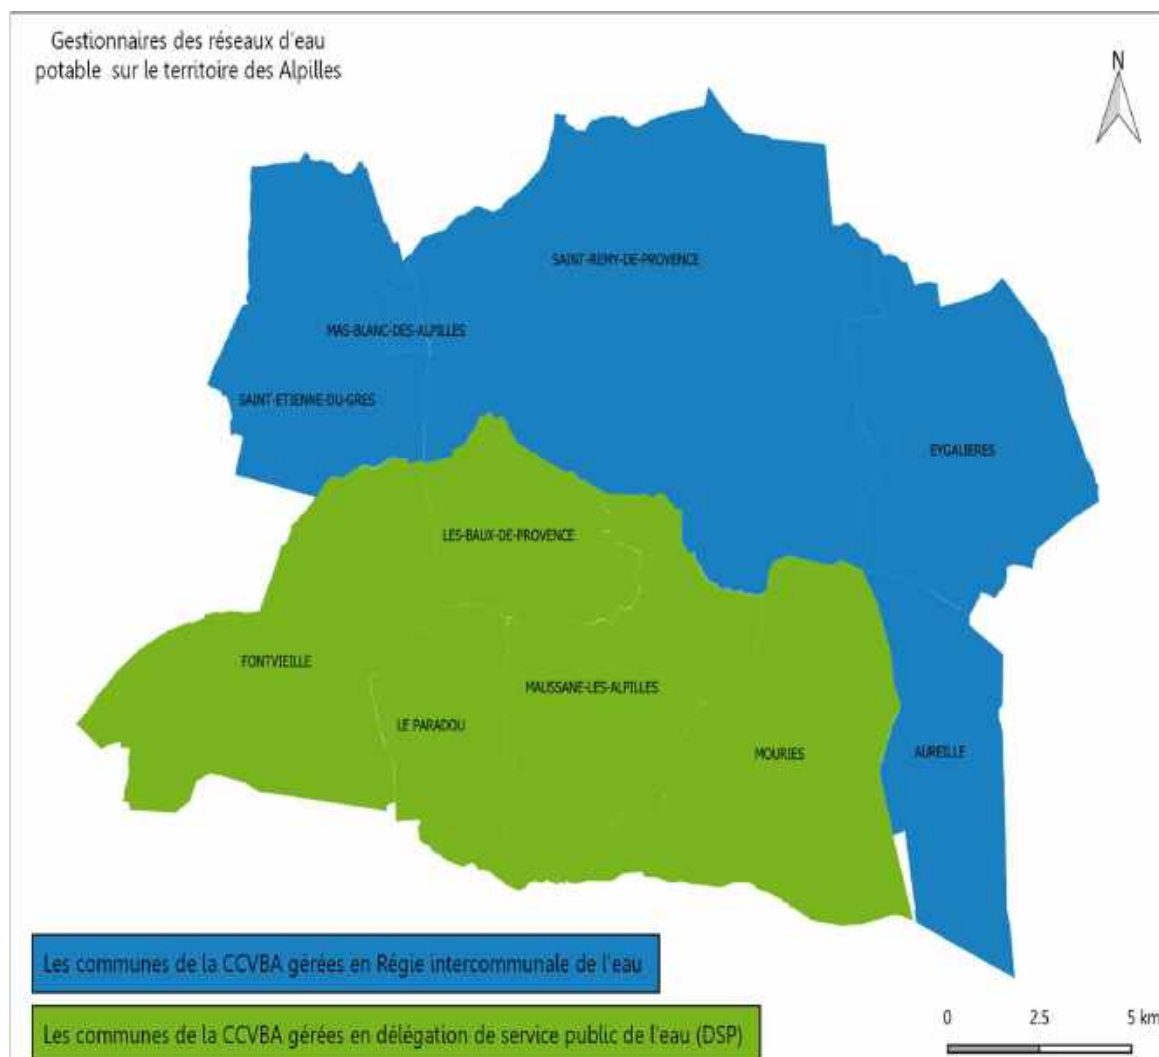 Gestionnaires des réseaux d'eau
potable sur le territoire des Alpilles
N
SAINT-REMY-DE-PROVENCE
MAS-BLANC-DES-ALPILLES
SAINT-ETIENNE-DU-GRES
EYGALIERES
LES-BAUX-DE-PROVENCE
FONTVIEILLE
MAUSSANE-LES-ALPILLES
LE PARADOU
MOURIES
AUREILLE
Les communes de la CCVBA gérées en Régie intercommunale de l'eau
Les communes de la CCVBA gérées en délégation de service public de l'eau (DSP)
0 2.5 5 km